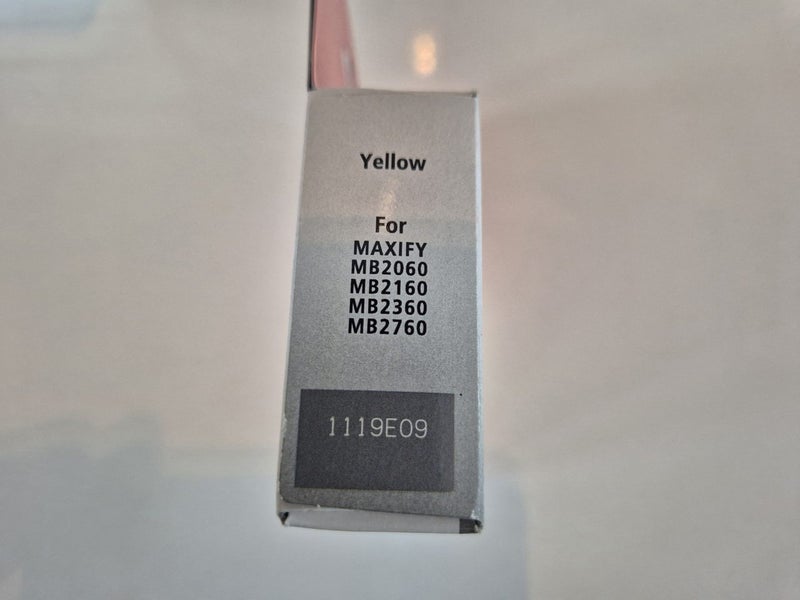 Yellow
For
MAXIFY
MB2060
MB2160
MB2360
MB2760
1119E09